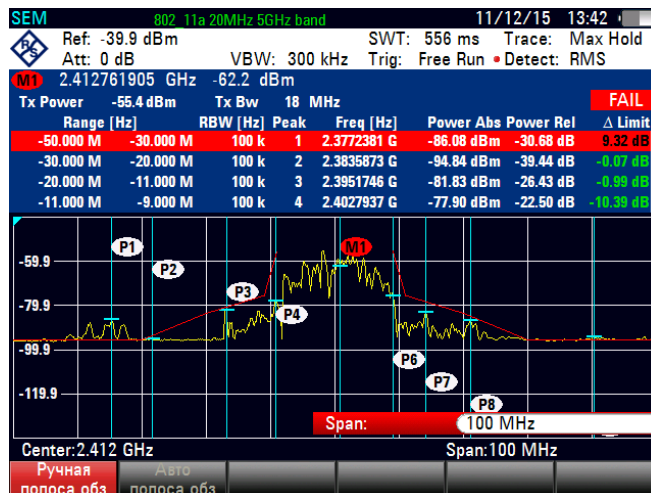 SEM 802_11a 20MHz 5GHz band 11/12/15 13:42
Ref: -39.9 dBm SWT: 556 ms Trace: Max Hold
Att: 0 dB VBW: 300 kHz Trig: Free Run Detect: RMS
M1 2.412761905 GHz -62.2 dBm
Tx Power -55.4 dBm Tx Bw 18 MHz FAIL
Range [Hz] RBW [Hz] Peak Freq [Hz] Power Abs Power Rel Δ Limit
-50.000 M -30.000 M 100 k 1 2.3772381 G -86.08 dBm -30.68 dB 9.32 dB
-30.000 M -20.000 M 100 k 2 2.3835873 G -94.84 dBm -39.44 dB -0.07 dB
-20.000 M -11.000 M 100 k 3 2.3951746 G -81.83 dBm -26.43 dB -0.99 dB
-11.000 M -9.000 M 100 k 4 2.4027937 G -77.90 dBm -22.50 dB -10.39 dB
P1 M1
-59.9
P2
P3
-79.9
P4
-99.9
P6
P7
-119.9
P8
Span: 100 MHz
Center:2.412 GHz Span:100 MHz
Ручная Авто
полоса обз полоса обз